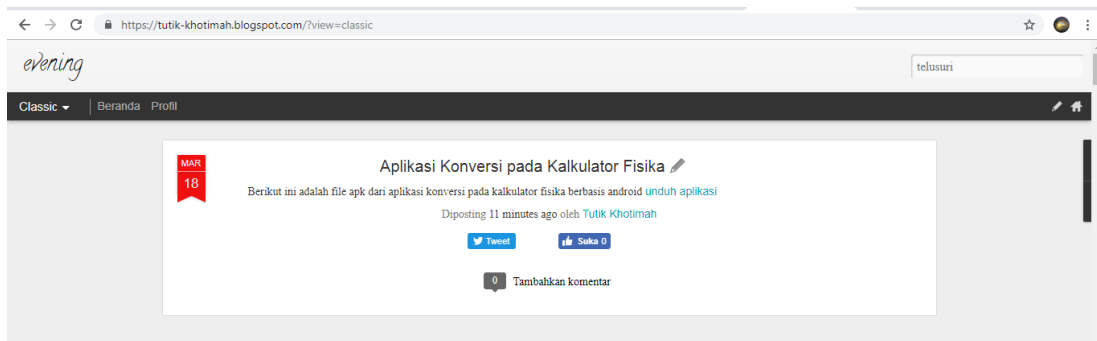 https://tutik-khotimah.blogspot.com/?view=classic
evening
telusuri
Classic Beranda Profil
MAR
18
Aplikasi Konversi pada Kalkulator Fisika
Berikut ini adalah file apk dari aplikasi konversi pada kalkulator fisika berbasis android unduh aplikasi
Diposting 11 minutes ago oleh Tutik Khotimah
Tweet Suka 0
0 Tambahkan komentar